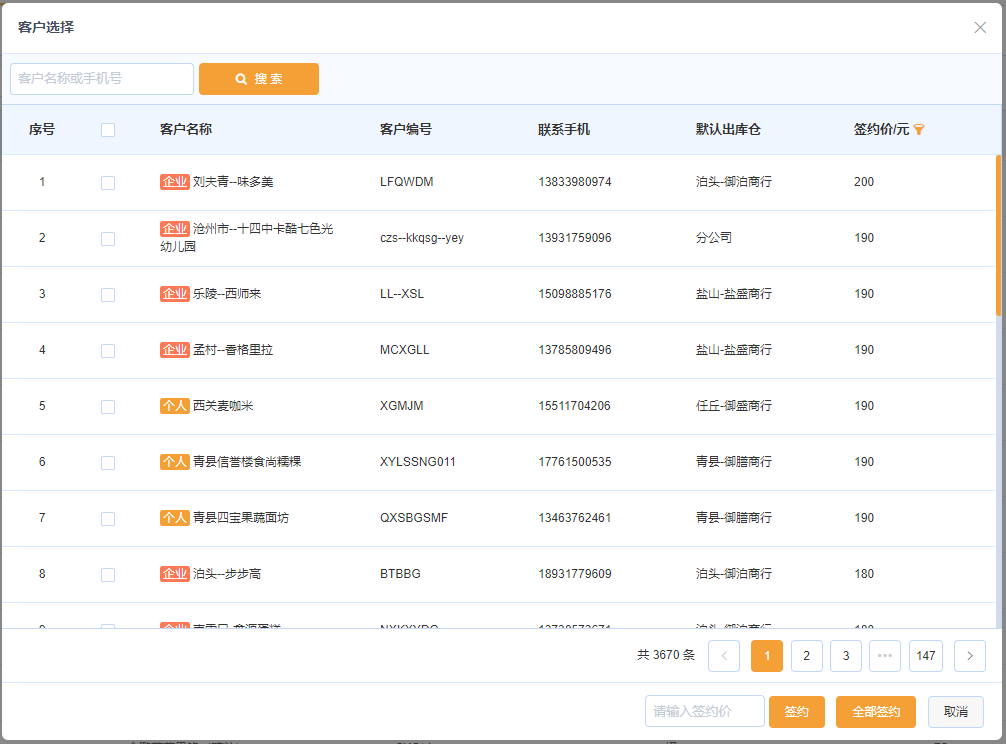 客户选择
客户名称或手机号 搜 索
序号 客户名称 客户编号 联系手机 默认出库仓 签约价/元
1 企业 刘夫青--味多美 LFQWDM 13833980974 泊头-御泊商行 200
2 企业 沧州市--十四中卡酷七色光幼儿园 czs--kkqsg--yey 13931759096 分公司 190
3 企业 乐陵--西师来 LL--XSL 15098885176 盐山-盐盛商行 190
4 企业 孟村--香格里拉 MCXGLL 13785809496 盐山-盐盛商行 190
5 个人 西关麦咖米 XGMJM 15511704206 任丘-御盛商行 190
6 个人 青县信誉楼食尚糯粿 XYLSSNG011 17761500535 青县-御膳商行 190
7 个人 青县四宝果蔬面坊 QXSBGSMF 13463762461 青县-御膳商行 190
8 企业 泊头--步步高 BTBBG 18931779609 泊头-御泊商行 180
共 3670 条 1 2 3 ••• 147
请输入签约价 签约 全部签约 取消